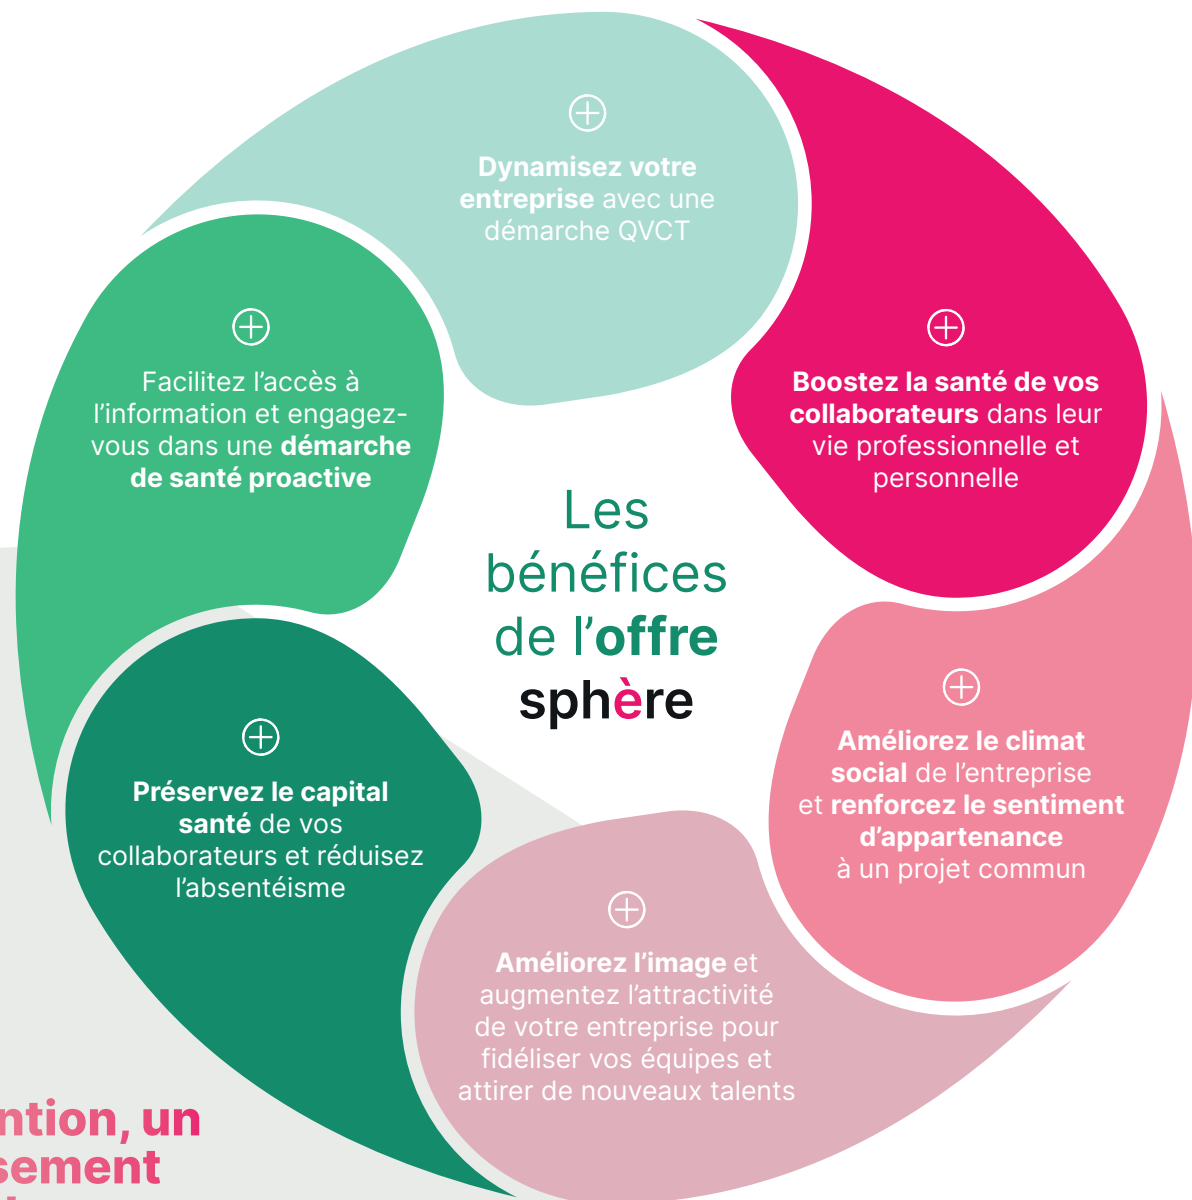 Dynamisez votre
entreprise avec une
démarche QVCT
Boostez la santé de vos
collaborateurs dans leur
vie professionnelle et
personnelle
Améliorez le climat
social de l’entreprise
et renforcez le sentiment
d’appartenance
à un projet commun
Améliorez l’image et
augmentez l’attractivité
de votre entreprise pour
fidéliser vos équipes et
attirer de nouveaux talents
Préservez le capital
santé de vos
collaborateurs et réduisez
l’absentéisme
Facilitez l’accès à
l’information et engagez-
vous dans une démarche
de santé proactive
Les
bénéfices
de l’offre
sphère
ntion, un
sement